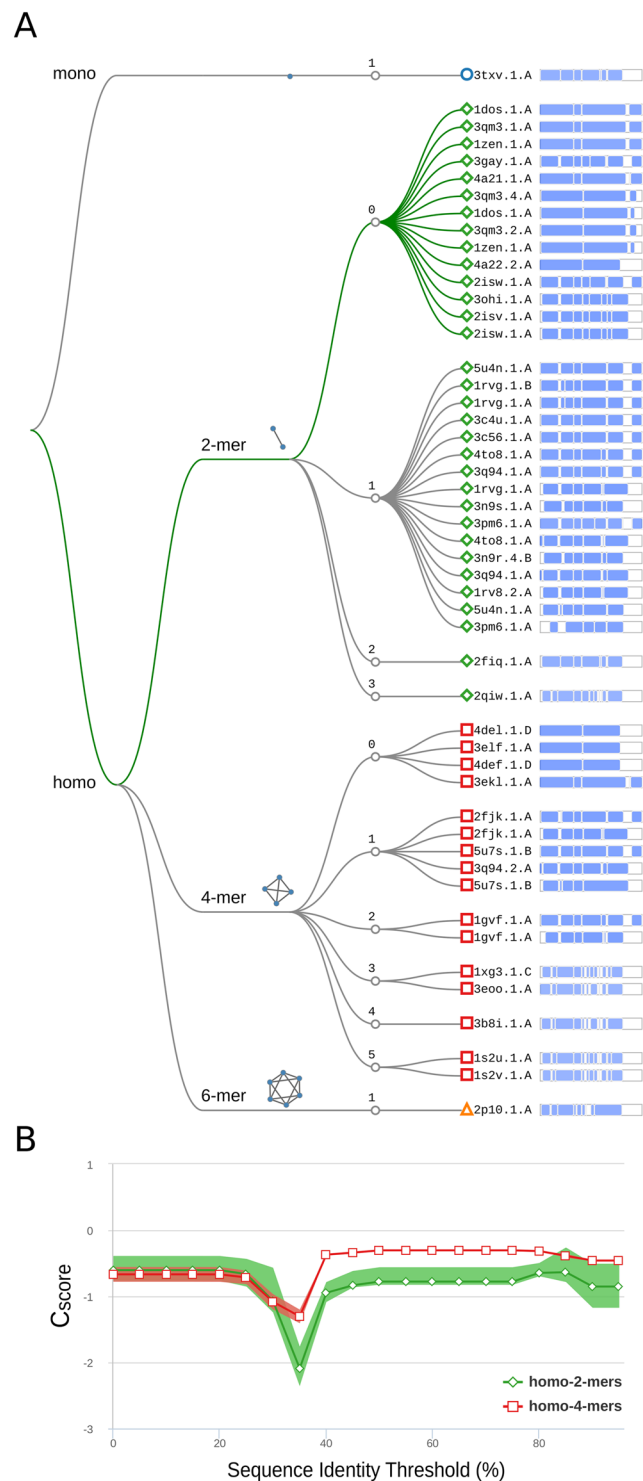 A
mono
1
3txv.1.A
1dos.1.A
3qm3.1.A
1zen.1.A
3gay.1.A
4a21.1.A
3qm3.4.A
0
1dos.1.A
3qm3.2.A
1zen.1.A
4a22.2.A
2isw.1.A
3ohi.1.A
2isv.1.A
2isw.1.A
5u4n.1.A
1rvg.1.B
1rvg.1.A
3c4u.1.A
3c56.1.A
2-mer
4to8.1.A
3q94.1.A
1
1rvg.1.A
3n9s.1.A
3pm6.1.A
4to8.1.A
3n9r.4.B
3q94.1.A
1rv8.2.A
5u4n.1.A
3pm6.1.A
2
2fiq.1.A
3
2qiw.1.A
4del.1.D
0
3elf.1.A
4def.1.D
homo
3ekl.1.A
2fjk.1.A
2fjk.1.A
1
5u7s.1.B
3q94.2.A
5u7s.1.B
4-mer
2
1gvf.1.A
1gvf.1.A
3
1xg3.1.C
3eoo.1.A
4
3b8i.1.A
5
1s2u.1.A
1s2v.1.A
6-mer
1
2p10.1.A
B
1
0
-1
-2
-3
Cscore
homo-2-mers
homo-4-mers
0
20
40
60
80
Sequence Identity Threshold (%)